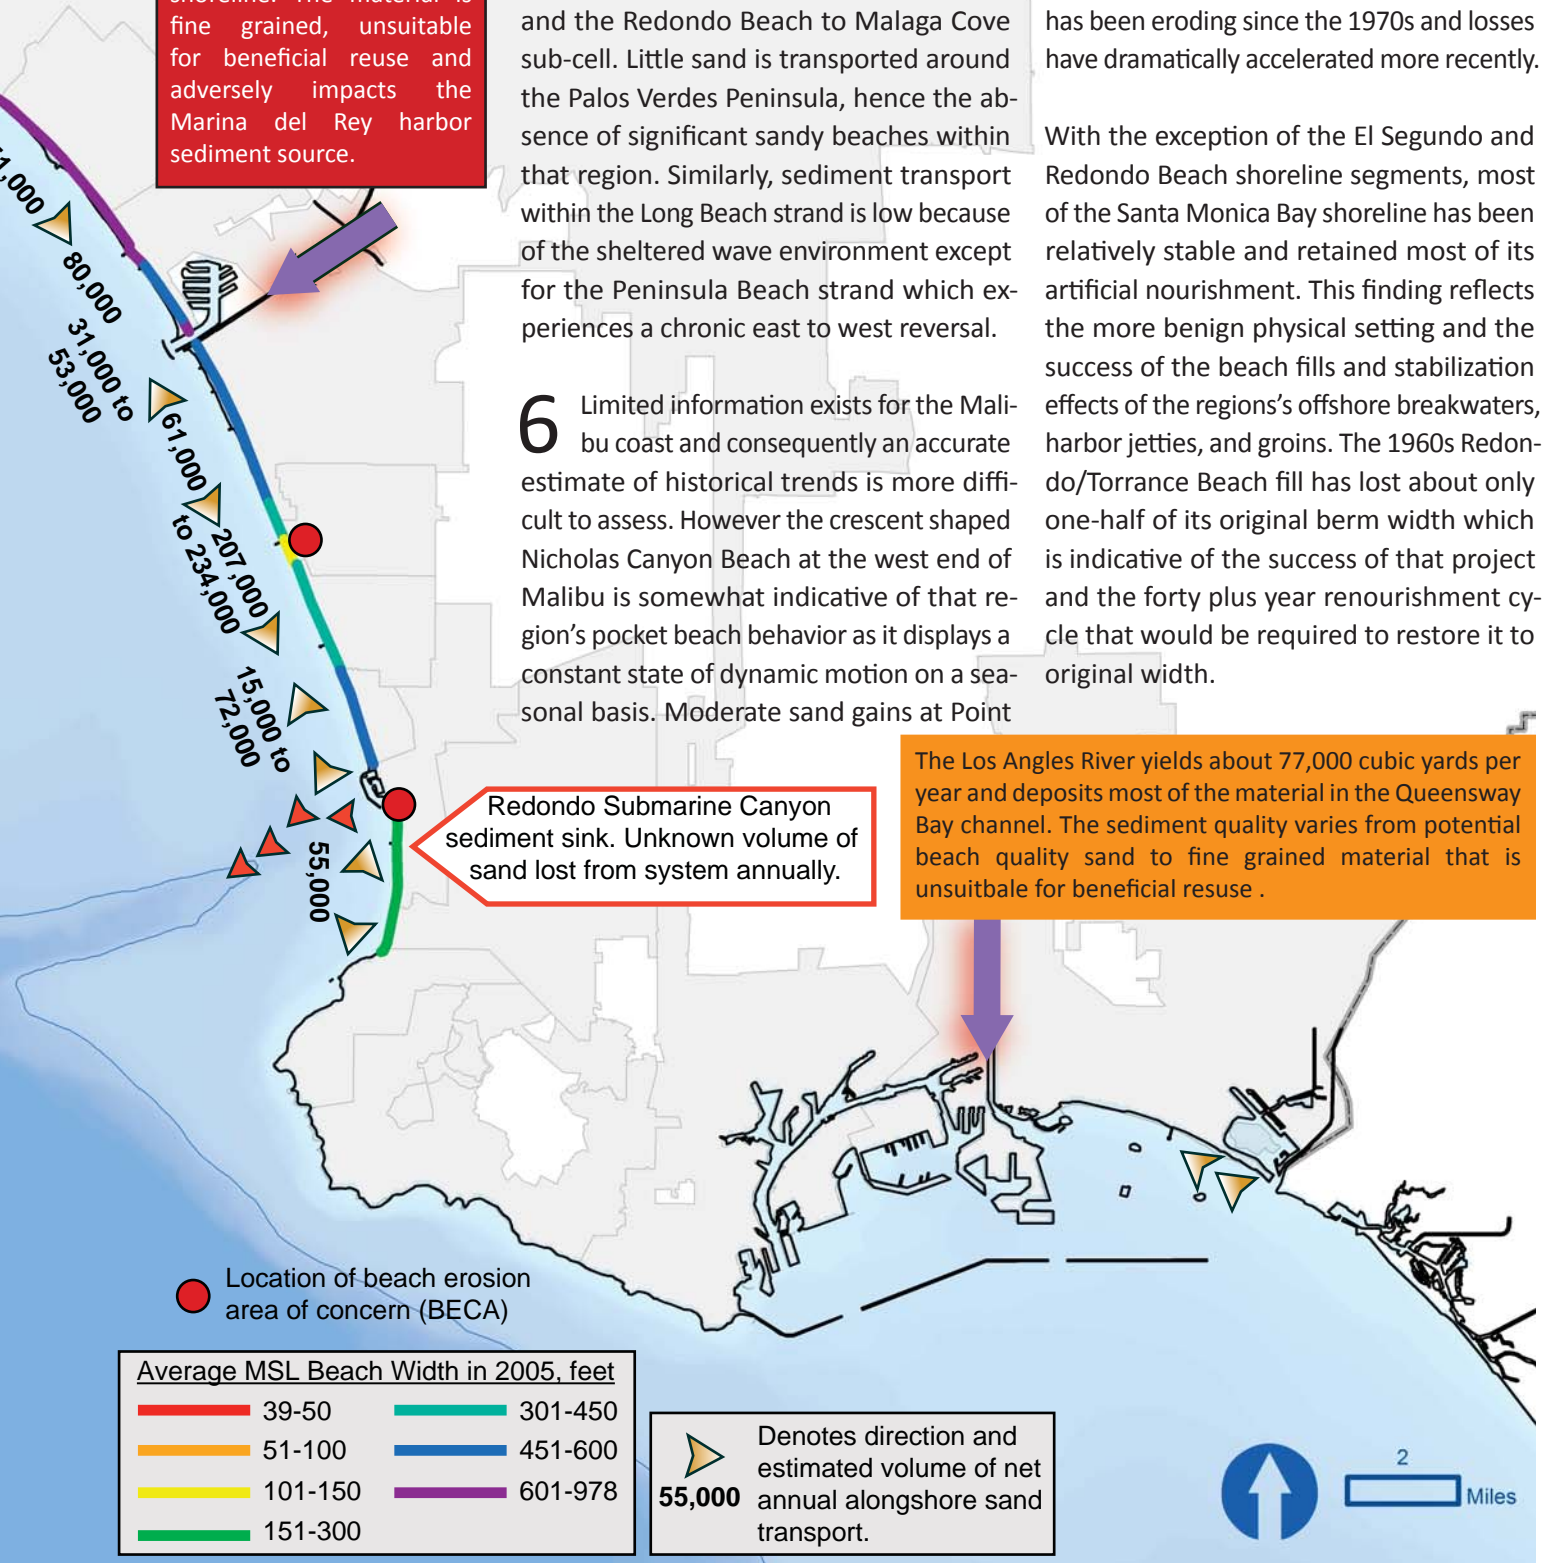 shoreline. The material is
fine grained, unsuitable
for beneficial reuse and
adversely impacts the
Marina del Rey harbor
sediment source.
and the Redondo Beach to Malaga Cove
sub-cell. Little sand is transported around
the Palos Verdes Peninsula, hence the ab-
sence of significant sandy beaches within
that region. Similarly, sediment transport
within the Long Beach strand is low because
of the sheltered wave environment except
for the Peninsula Beach strand which ex-
periences a chronic east to west reversal.
6 Limited information exists for the Mali-
bu coast and consequently an accurate
estimate of historical trends is more diffi-
cult to assess. However the crescent shaped
Nicholas Canyon Beach at the west end of
Malibu is somewhat indicative of that re-
gion's pocket beach behavior as it displays a
constant state of dynamic motion on a sea-
sonal basis. Moderate sand gains at Point
has been eroding since the 1970s and losses
have dramatically accelerated more recently.
With the exception of the El Segundo and
Redondo Beach shoreline segments, most
of the Santa Monica Bay shoreline has been
relatively stable and retained most of its
artificial nourishment. This finding reflects
the more benign physical setting and the
success of the beach fills and stabilization
effects of the regions's offshore breakwaters,
harbor jetties, and groins. The 1960s Redon-
do/Torrance Beach fill has lost about only
one-half of its original berm width which
is indicative of the success of that project
and the forty plus year renourishment cy-
cle that would be required to restore it to
original width.
80,000
31,000 to
53,000
61,000
207,000
to 234,000
15,000 to
72,000
55,000
Redondo Submarine Canyon
sediment sink. Unknown volume of
sand lost from system annually.
The Los Angles River yields about 77,000 cubic yards per
year and deposits most of the material in the Queensway
Bay channel. The sediment quality varies from potential
beach quality sand to fine grained material that is
unsuitbale for beneficial resuse .
Location of beach erosion
area of concern (BECA)
Average MSL Beach Width in 2005, feet
39-50
51-100
101-150
151-300
301-450
451-600
601-978
Denotes direction and
estimated volume of net
55,000 annual alongshore sand
transport.
2
Miles